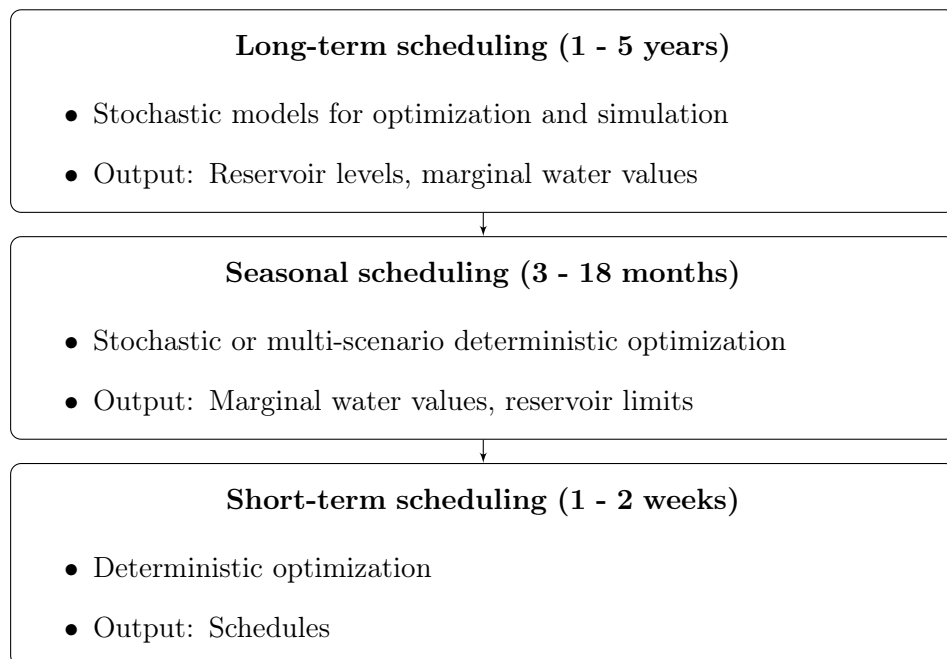 Long-term scheduling (1 - 5 years)
• Stochastic models for optimization and simulation
• Output: Reservoir levels, marginal water values
Seasonal scheduling (3 - 18 months)
• Stochastic or multi-scenario deterministic optimization
• Output: Marginal water values, reservoir limits
Short-term scheduling (1 - 2 weeks)
• Deterministic optimization
• Output: Schedules